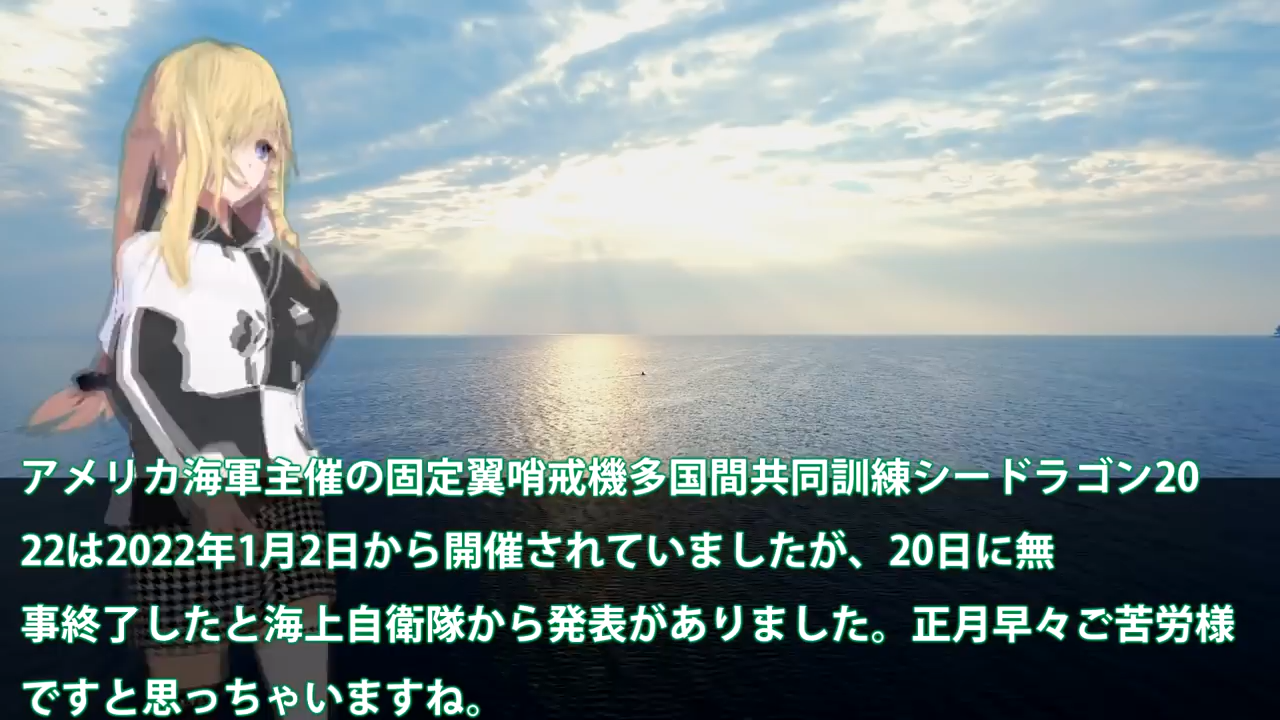 アメリカ海軍主催の固定翼哨戒機多国間共同訓練シードラゴン20
22は2022年1月2日から開催されていましたが、20日に無
事終了したと海上自衛隊から発表がありました。正月早々ご苦労様
ですと思っちゃいますね。